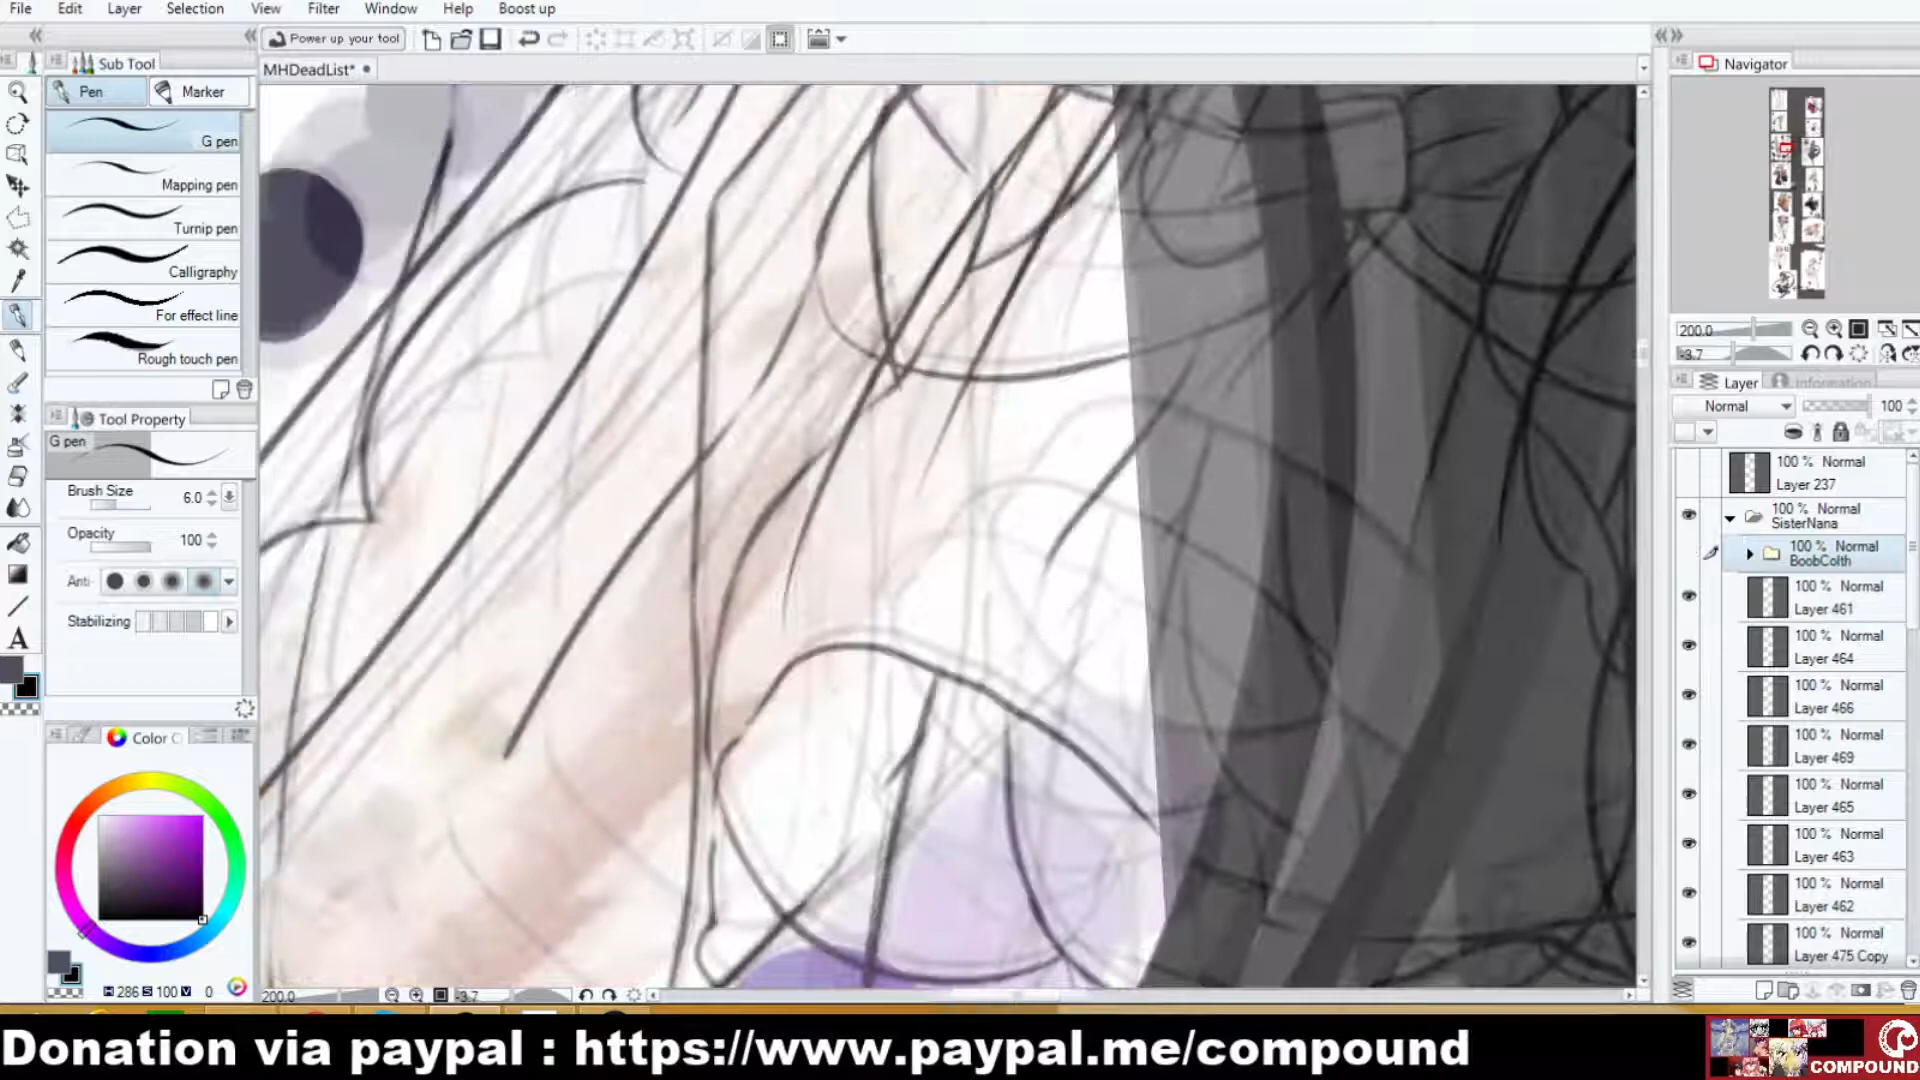 File Edit Layer Selection View Filter Window Help Boost up
Power up your tool
Sub Tool
MHDeadList*
Navigator
Pen
Marker
G pen
Mapping pen
Turnip pen
Calligraphy
For effect line
Rough touch pen
Tool Property
G pen
Brush Size 6.0
Opacity 100
Anti-
Stabilizing
Color C
H 286 S 100 V 0
200.0
-3.7
200.0
-3.7
Layer
Information
Normal 100
100 % Normal
Layer 237
100 % Normal
SisterNana
100 % Normal
BoobColth
100 % Normal
Layer 461
100 % Normal
Layer 464
100 % Normal
Layer 466
100 % Normal
Layer 469
100 % Normal
Layer 465
100 % Normal
Layer 463
100 % Normal
Layer 462
100 % Normal
Layer 475 Copy
Donation via paypal : https://www.paypal.me/compound
COMPOUND